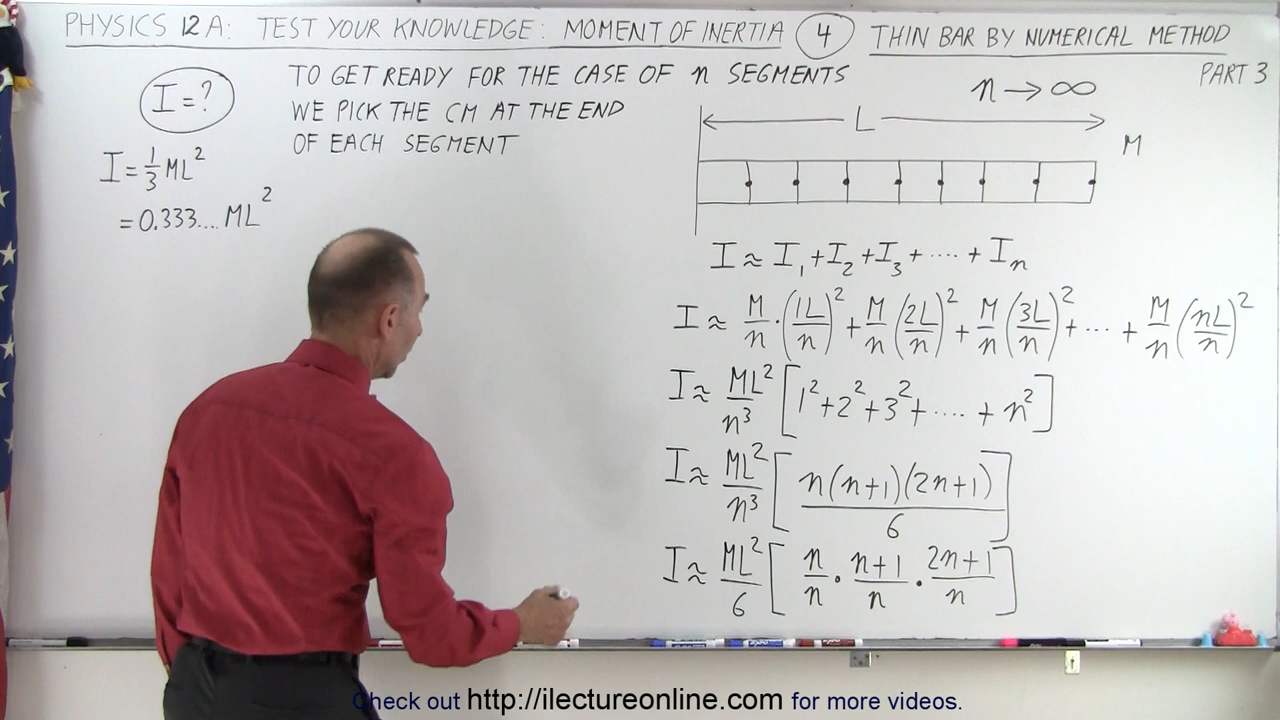 PHYSICS 12A: TEST YOUR KNOWLEDGE: MOMENT OF INERTIA 4 THIN BAR BY NUMERICAL METHOD
PART 3
I=?
I=1/3 ML²
=0.333.... ML²
TO GET READY FOR THE CASE OF n SEGMENTS
WE PICK THE CM AT THE END
OF EACH SEGMENT
n→∞
L
M
I≈I₁+I₂+I₃+....+Iₙ
I≈M/n·(1L/n)²+M/n(2L/n)²+M/n(3L/n)²+...+M/n(nL/n)²
I≈ML²/n³[1²+2²+3²+....+n²]
I≈ML²/n³[n(n+1)(2n+1)/6]
I≈ML²/6[n/n·n+1/n·2n+1/n]
Check out http://ilectureonline.com for more videos.